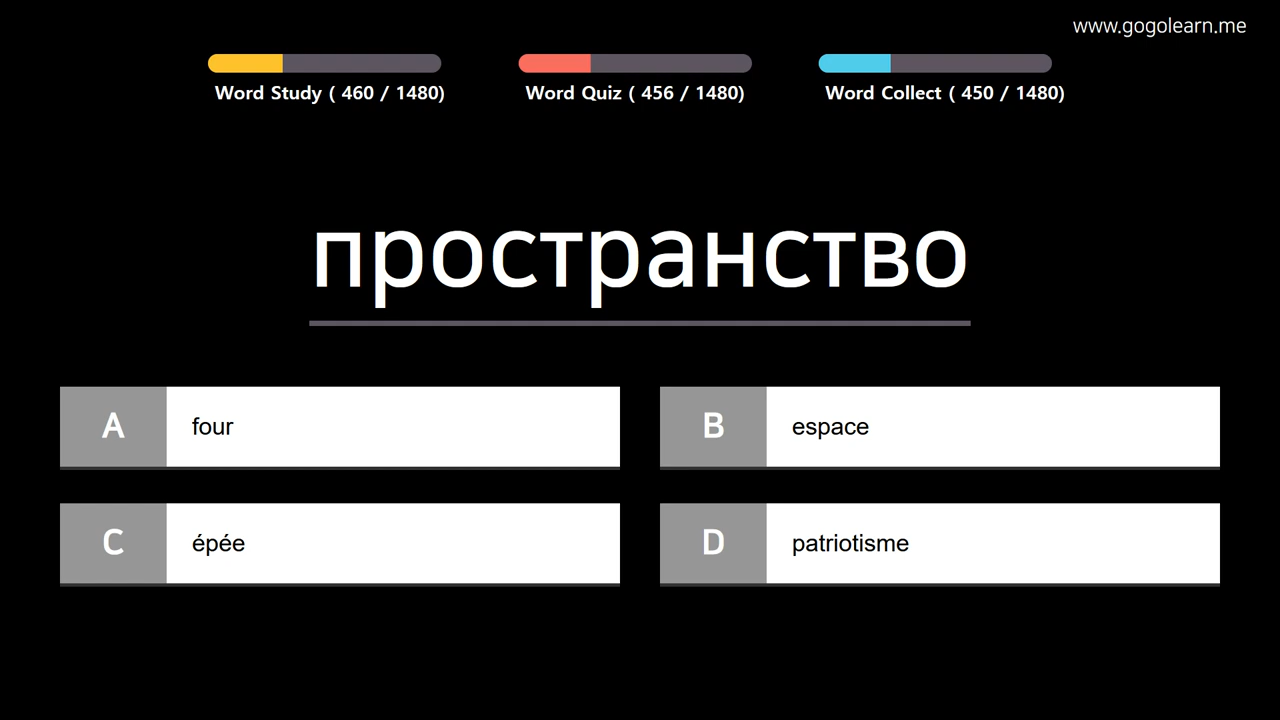 www.gogolearn.me
Word Study ( 460 / 1480)
Word Quiz ( 456 / 1480)
Word Collect ( 450 / 1480)
пространство
A four
B espace
C épée
D patriotisme